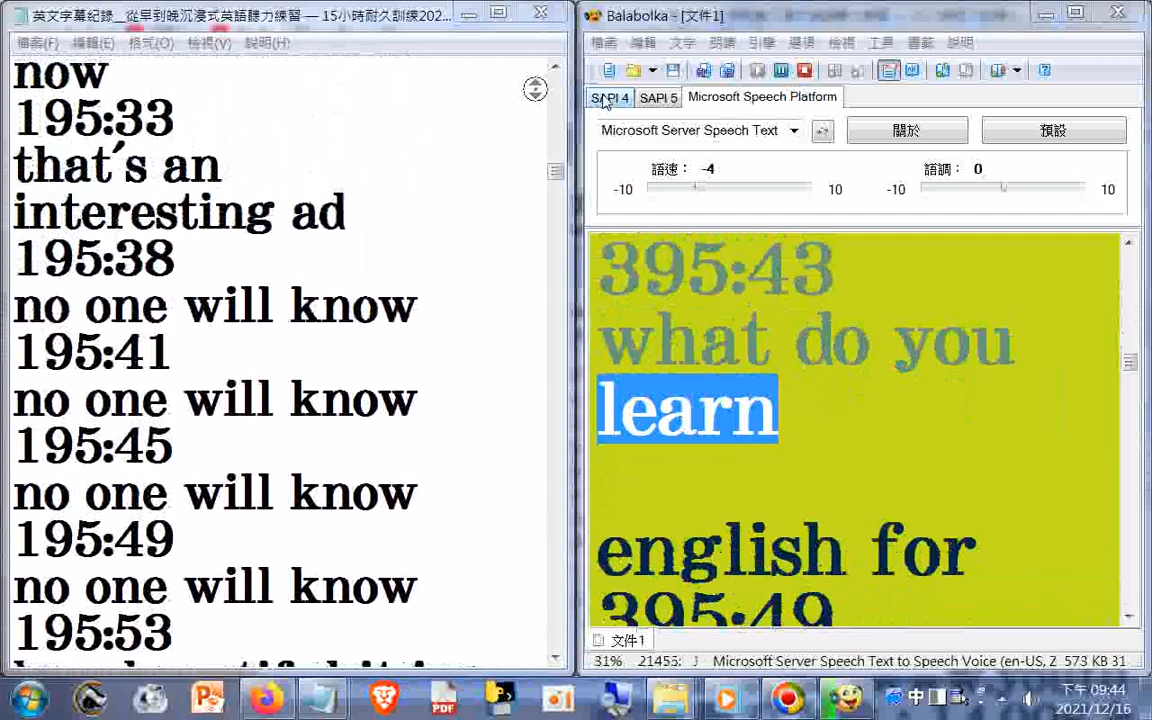 英文字幕紀錄__從早到晚沉浸式英語聽力練習 — 15小時耐久訓練202...
檔案(F) 編輯(E) 格式(O) 檢視(V) 說明(H)
now
195:33
that's an
interesting ad
195:38
no one will know
195:41
no one will know
195:45
no one will know
195:49
no one will know
195:53
Balabolka - [文件1]
檔案 編輯 文字 朗讀 引擎 選項 檢視 工具 書籤 說明
SAPI 4 SAPI 5 Microsoft Speech Platform
Microsoft Server Speech Text 關於 預設
語速： -4 語調： 0
-10 10 -10 10
395:43
what do you
learn
english for
395:49
文件1
31% 21455: Microsoft Server Speech Text to Speech Voice (en-US, Z 573 KB 31
中 下午 09:44
2021/12/16